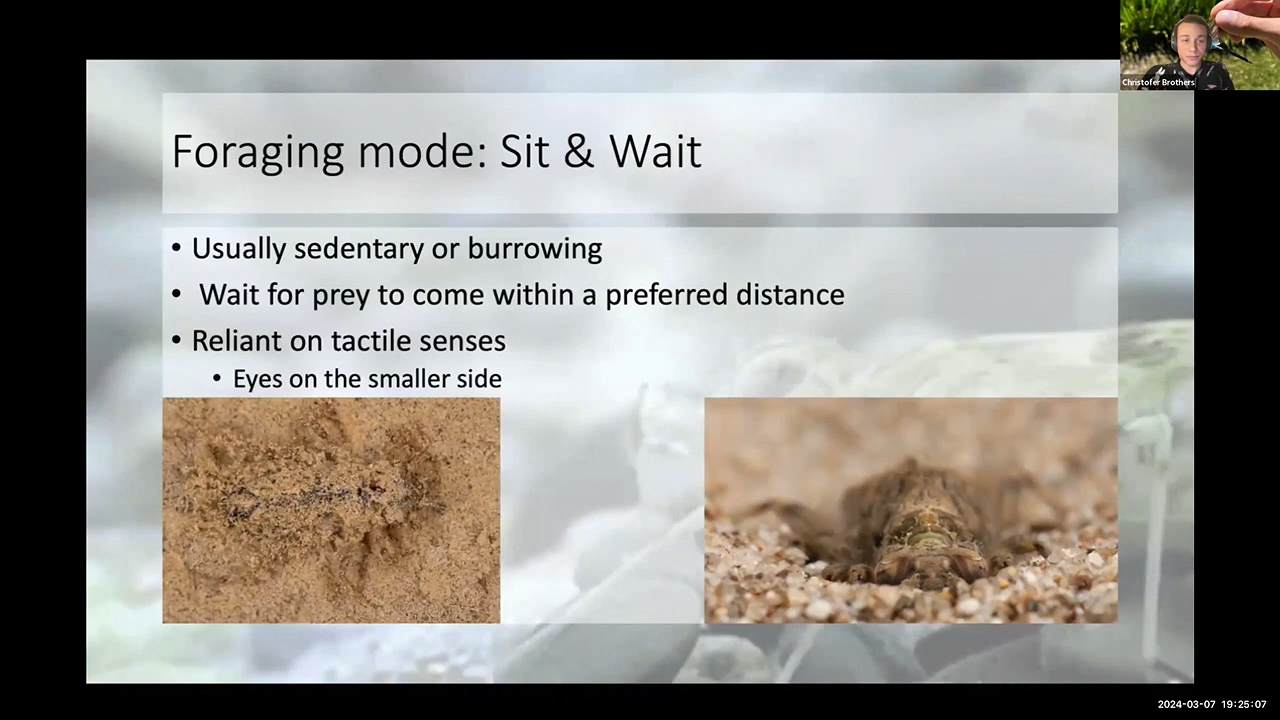 Christofer Brothers
Foraging mode: Sit & Wait
• Usually sedentary or burrowing
• Wait for prey to come within a preferred distance
• Reliant on tactile senses
• Eyes on the smaller side
2024-03-07 19:25:07